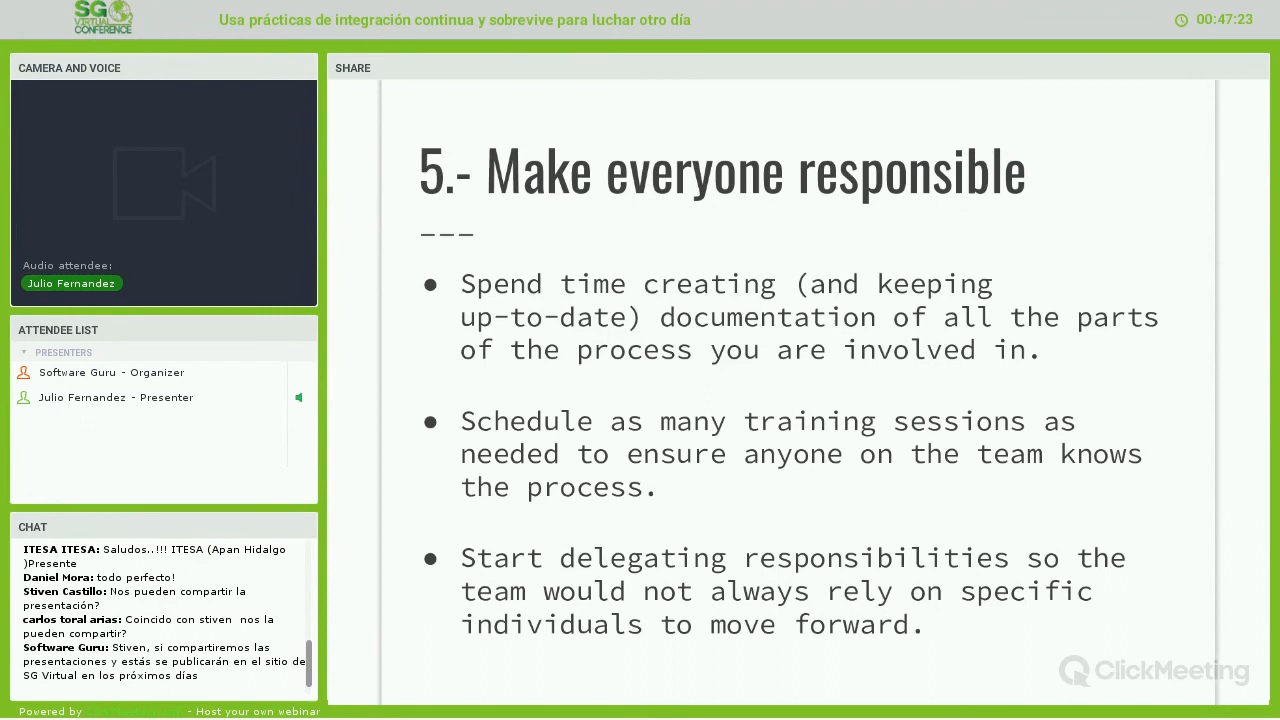 SGO
VIRTUAL
CONFERENCE
Usa prácticas de integración continua y sobrevive para luchar otro día
00:47:23
CAMERA AND VOICE
Audio attendee:
Julio Fernandez
ATTENDEE LIST
PRESENTERS
Software Guru - Organizer
Julio Fernandez - Presenter
CHAT
ITESA ITESA: Saludos..!!! ITESA (Apan Hidalgo
)Presente
Daniel Mora: todo perfecto!
Stiven Castillo: Nos pueden compartir la
presentación?
carlos toral arias: Coincido con stiven  nos la
pueden compartir?
Software Guru: Stiven, si compartiremos las
presentaciones y estás se publicarán en el sitio de
SG Virtual en los próximos días
Powered by
- Host your own webinar
SHARE
5.- Make everyone responsible
---
● Spend time creating (and keeping
up-to-date) documentation of all the parts
of the process you are involved in.
● Schedule as many training sessions as
needed to ensure anyone on the team knows
the process.
● Start delegating responsibilities so the
team would not always rely on specific
individuals to move forward.
ClickMeeting